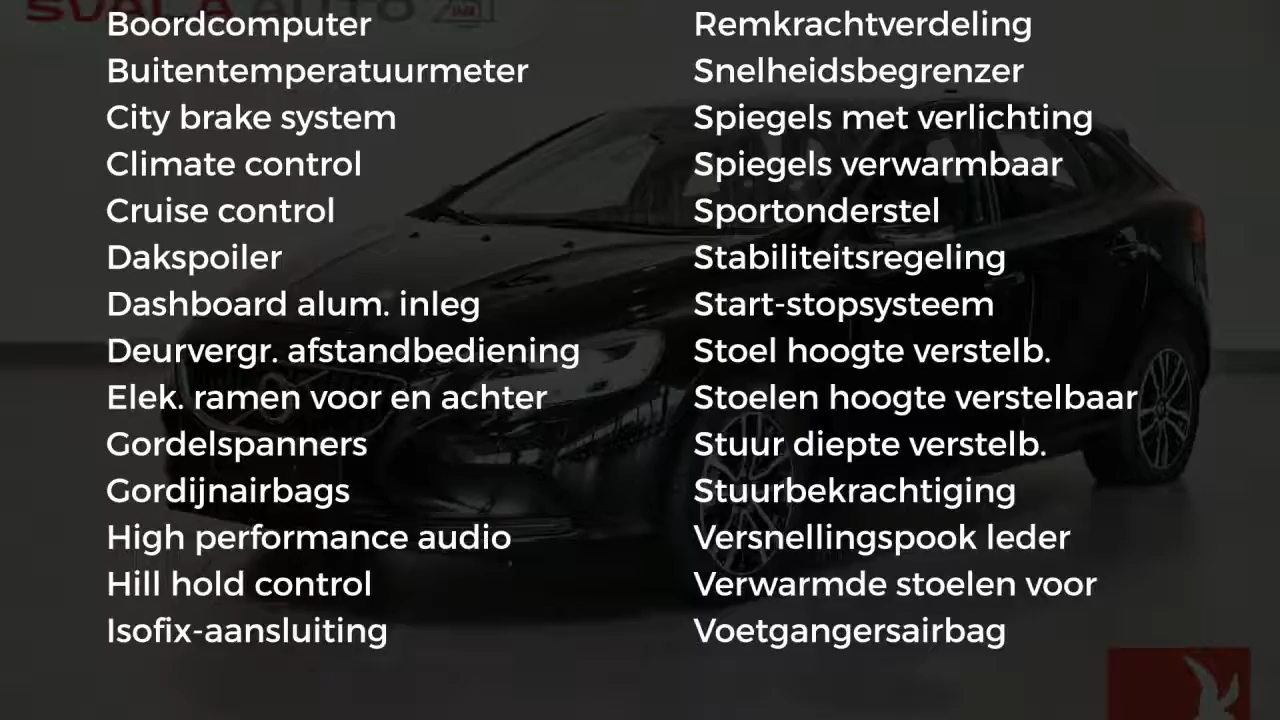 SVALA AUTO
Boordcomputer
Buitentemperatuurmeter
City brake system
Climate control
Cruise control
Dakspoiler
Dashboard alum. inleg
Deurvergr. afstandbediening
Elek. ramen voor en achter
Gordelspanners
Gordijnairbags
High performance audio
Hill hold control
Isofix-aansluiting
Remkrachtverdeling
Snelheidsbegrenzer
Spiegels met verlichting
Spiegels verwarmbaar
Sportonderstel
Stabiliteitsregeling
Start-stopsysteem
Stoel hoogte verstelb.
Stoelen hoogte verstelbaar
Stuur diepte verstelb.
Stuurbekrachtiging
Versnellingspook leder
Verwarmde stoelen voor
Voetgangersairbag